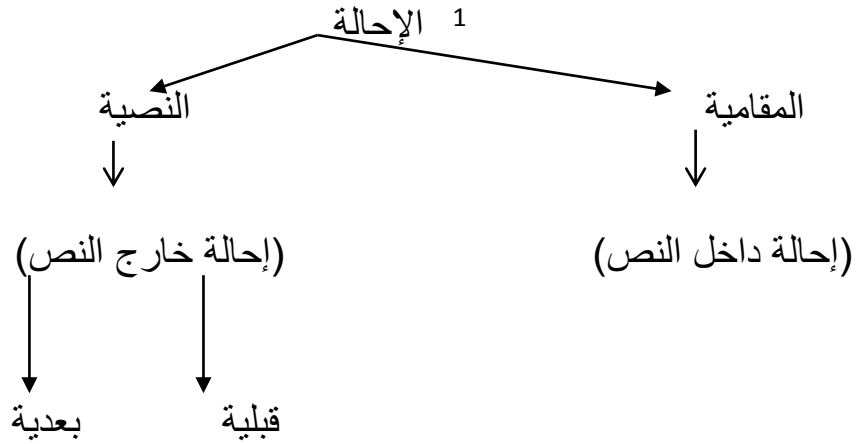 الإحالة 1
المقامية النصية
(إحالة داخل النص) (إحالة خارج النص)
قبلية بعدية